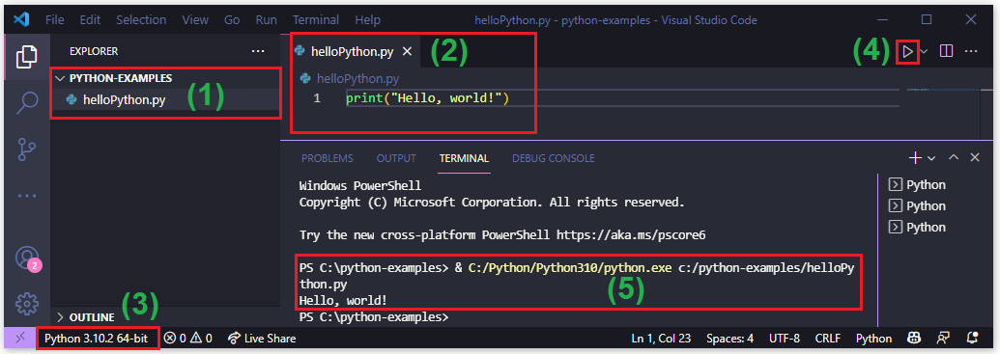 File Edit Selection View Go Run Terminal Help helloPython.py - python-examples - Visual Studio Code
EXPLORER ···
PYTHON-EXAMPLES
helloPython.py
(1)
helloPython.py
(2)
helloPython.py
1 print("Hello, world!")
(4)
PROBLEMS OUTPUT TERMINAL DEBUG CONSOLE
Windows PowerShell
Copyright (C) Microsoft Corporation. All rights reserved.
Try the new cross-platform PowerShell https://aka.ms/pscore6
PS C:\python-examples> & C:/Python/Python310/python.exe c:/python-examples/helloPy
thon.py
Hello, world!
(5)
PS C:\python-examples>
Python
Python
Python
2
OUTLINE
(3)
Python 3.10.2 64-bit 0 0 Live Share Ln 1, Col 23 Spaces: 4 UTF-8 CRLF Python